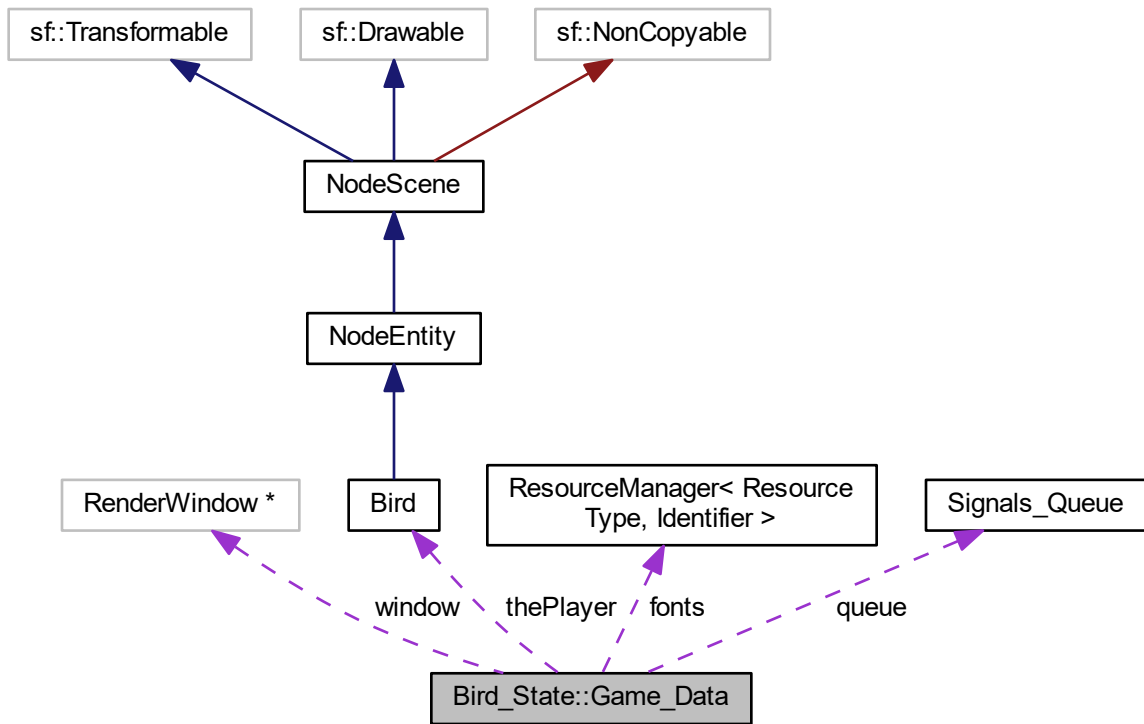 sf::Transformable
sf::Drawable
sf::NonCopyable
NodeScene
NodeEntity
RenderWindow *
Bird
ResourceManager< Resource
Type, Identifier >
Signals_Queue
window
thePlayer
fonts
queue
Bird_State::Game_Data